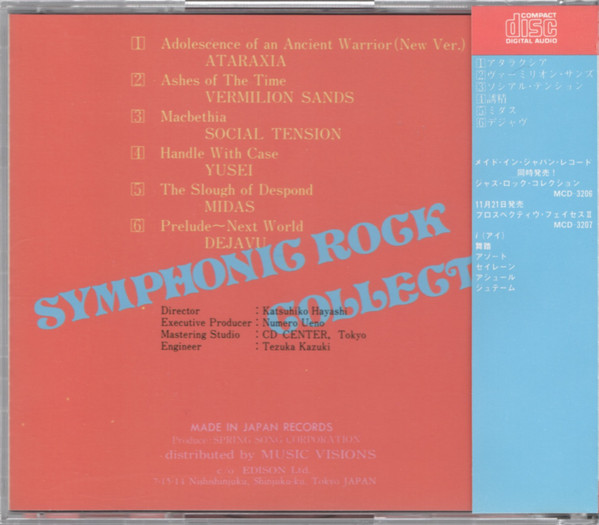 1 Adolescence of an Ancient Warrior(New Ver.)
ATARAXIA
2 Ashes of The Time
VERMILION SANDS
3 Macbethia
SOCIAL TENSION
4 Handle With Case
YUSEI
5 The Slough of Despond
MIDAS
6 Prelude～Next World
DEJAVU
SYMPHONIC ROCK
COLLECT
Director : Katsuhiko Hayashi
Executive Producer : Numero Ueno
Mastering Studio : CD CENTER, Tokyo
Engineer : Tezuka Kazuki
MADE IN JAPAN RECORDS
Produce: SPRING SONG CORPORATION
distributed by MUSIC VISIONS
c/o EDISON Ltd.
Nishishinjuku, Shinjuku-ku, Tokyo JAPAN
COMPACT
disc
DIGITAL AUDIO
1アタラクシア
2ヴァーミリオン・サンズ
3ソシアル・テンション
4誘精
5ミダス
6デジャヴ
メイド・イン・ジャパン・レコード
同時発売！
ジャズ・ロック・コレクション
MCD-3206
11月21日発売
プロスペクティヴ・フェイセスⅡ
MCD-3207
i（アイ）
舞踏
アソート
セイレーン
アシュール
ジュテーム